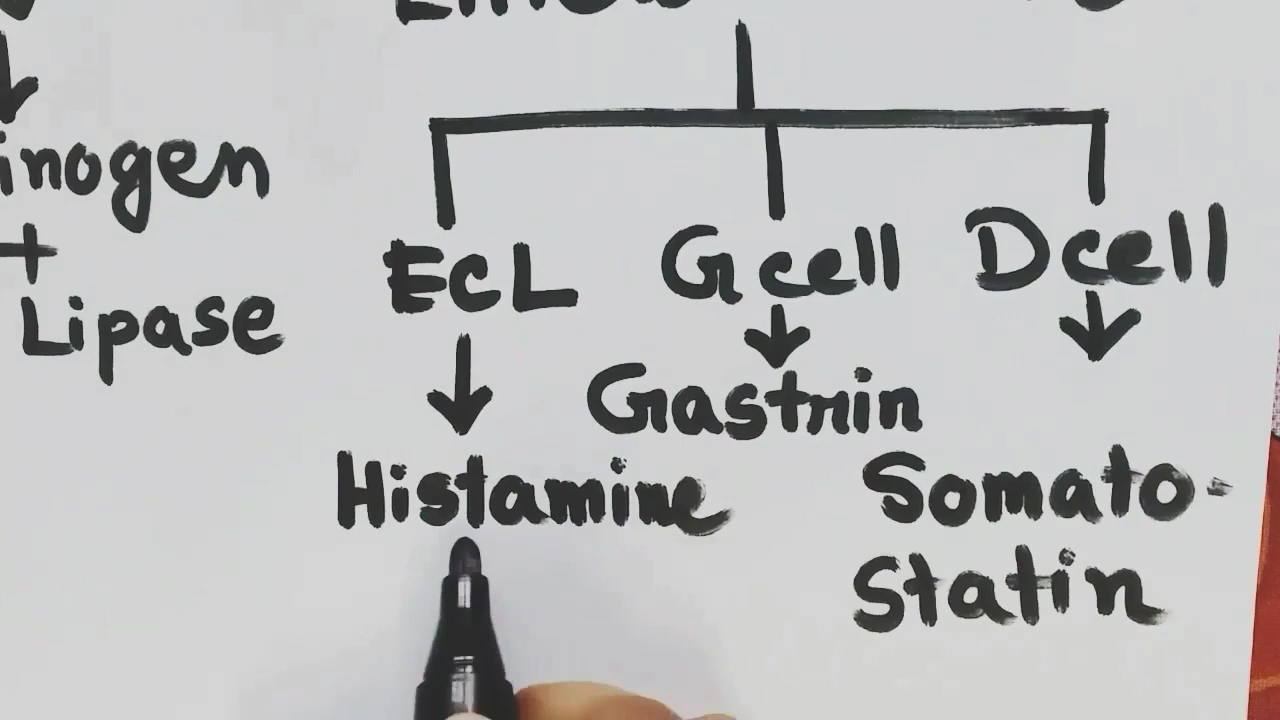 inogen
+
Lipase
ECL Gcell Dcell
Gastrin
Histamine Somato-
Statin